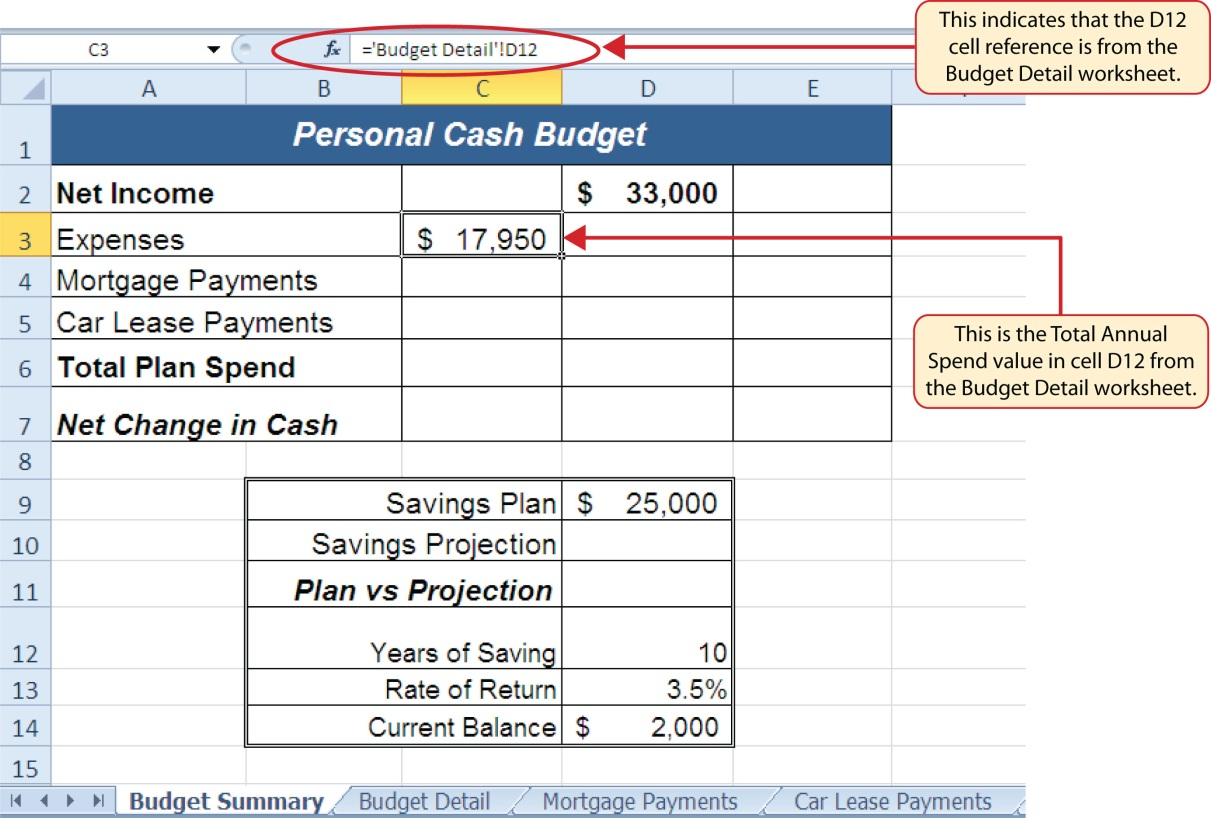 This indicates that the D12
cell reference is from the
Budget Detail worksheet.
C3 fx ='Budget Detail'!D12
A B C D E
1 Personal Cash Budget
2 Net Income $ 33,000
3 Expenses $ 17,950
4 Mortgage Payments
5 Car Lease Payments
6 Total Plan Spend
7 Net Change in Cash
This is the Total Annual
Spend value in cell D12 from
the Budget Detail worksheet.
8
9 Savings Plan $ 25,000
10 Savings Projection
11 Plan vs Projection
12 Years of Saving 10
13 Rate of Return 3.5%
14 Current Balance $ 2,000
15
Budget Summary Budget Detail Mortgage Payments Car Lease Payments